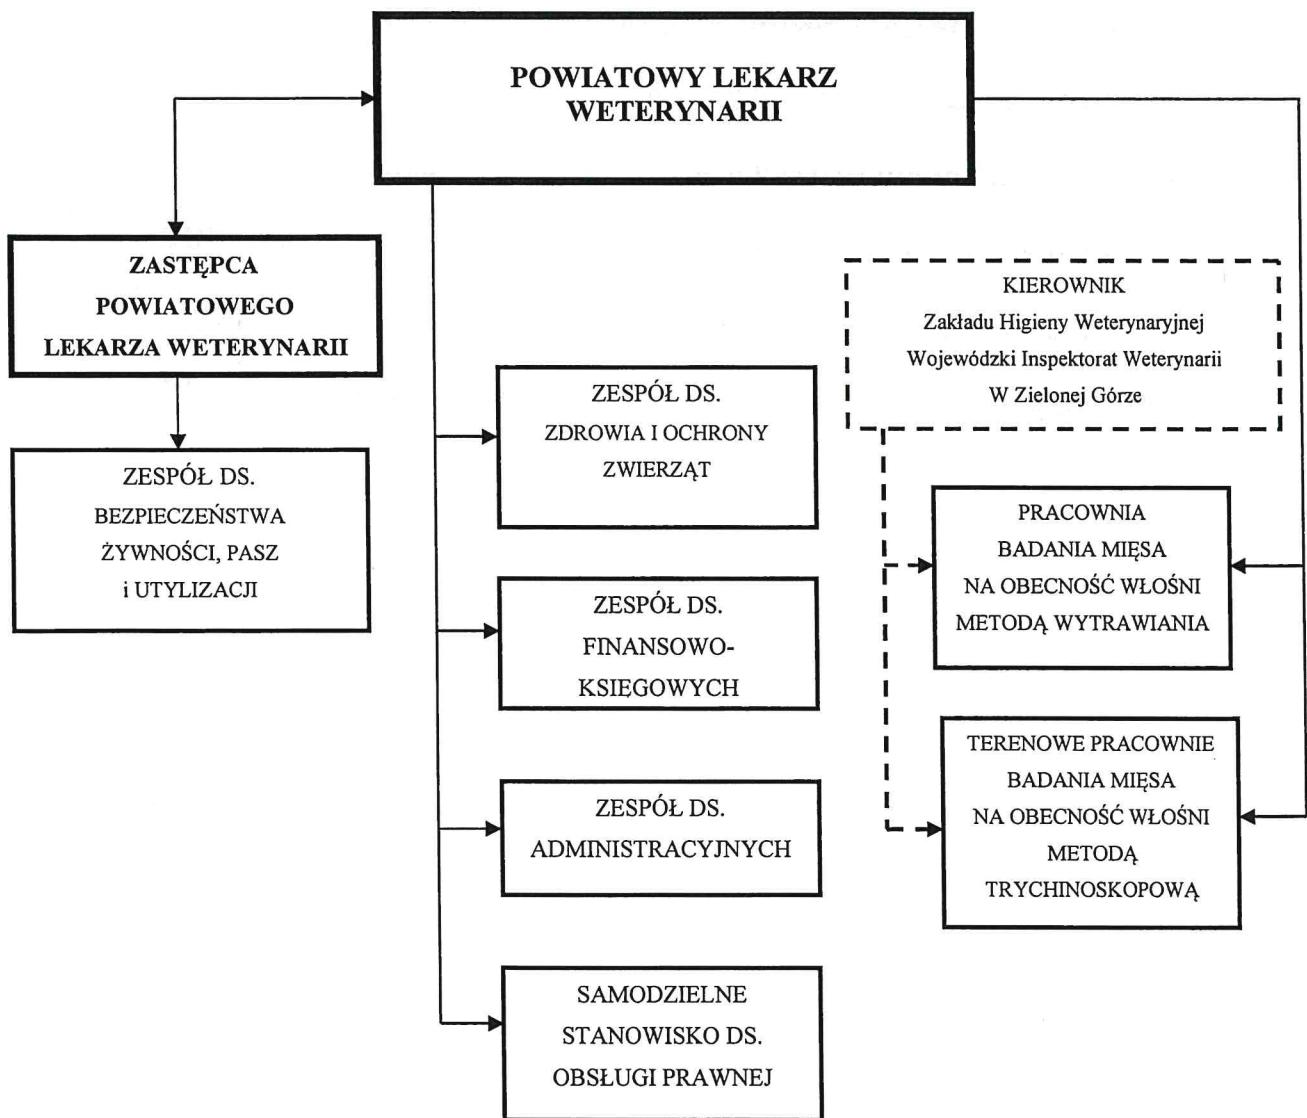 POWIATOWY LEKARZ
WETERYNARII
ZASTĘPCA
POWIATOWEGO
LEKARZA WETERYNARII
ZESPÓŁ DS.
BEZPIECZEŃSTWA
ŻYWNOŚCI, PASZ
i UTYLIZACJI
ZESPÓŁ DS.
ZDROWIA I OCHRONY
ZWIERZĄT
ZESPÓŁ DS.
FINANSOWO-
KSIĘGOWYCH
ZESPÓŁ DS.
ADMINISTRACYJNYCH
SAMODZIELNE
STANOWISKO DS.
OBSŁUGI PRAWNEJ
KIEROWNIK
Zakładu Higieny Weterynaryjnej
Wojewódzki Inspektorat Weterynarii
W Zielonej Górze
PRACOWNIA
BADANIA MIĘSA
NA OBECNOŚĆ WŁOŚNI
METODĄ WYTRAWIANIA
TERENOWE PRACOWNIE
BADANIA MIĘSA
NA OBECNOŚĆ WŁOŚNI
METODĄ
TRYCHINOSKOPOWĄ